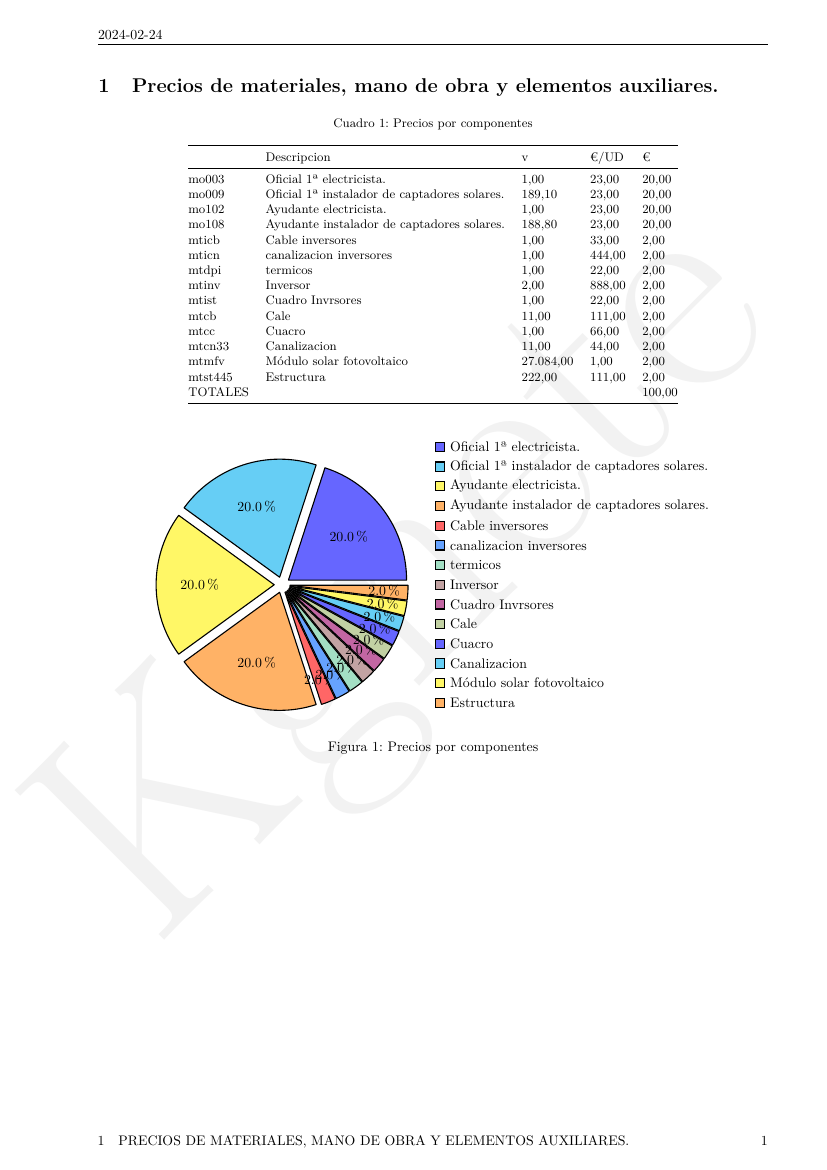 2024-02-24
1 Precios de materiales, mano de obra y elementos auxiliares.
Cuadro 1: Precios por componentes
Descripcion v €/UD €
mo003 Oficial 1ª electricista. 1,00 23,00 20,00
mo009 Oficial 1ª instalador de captadores solares. 189,10 23,00 20,00
mo102 Ayudante electricista. 1,00 23,00 20,00
mo108 Ayudante instalador de captadores solares. 188,80 23,00 20,00
mticb Cable inversores 1,00 33,00 2,00
mticn canalizacion inversores 1,00 444,00 2,00
mtdpi termicos 1,00 22,00 2,00
mtinv Inversor 2,00 888,00 2,00
mtist Cuadro Invrsores 1,00 22,00 2,00
mtcb Cale 11,00 111,00 2,00
mtcc Cuacro 1,00 66,00 2,00
mtcn33 Canalizacion 11,00 44,00 2,00
mtmfv Módulo solar fotovoltaico 27.084,00 1,00 2,00
mtst445 Estructura 222,00 111,00 2,00
TOTALES 100,00
20.0 %
20.0 %
20.0 %
20.0 %
2.0 %
2.0 %
2.0 %
2.0 %
2.0 %
2.0 %
2.0 %
2.0 %
2.0 %
2.0 %
Oficial 1ª electricista.
Oficial 1ª instalador de captadores solares.
Ayudante electricista.
Ayudante instalador de captadores solares.
Cable inversores
canalizacion inversores
termicos
Inversor
Cuadro Invrsores
Cale
Cuacro
Canalizacion
Módulo solar fotovoltaico
Estructura
Figura 1: Precios por componentes
1 PRECIOS DE MATERIALES, MANO DE OBRA Y ELEMENTOS AUXILIARES. 1